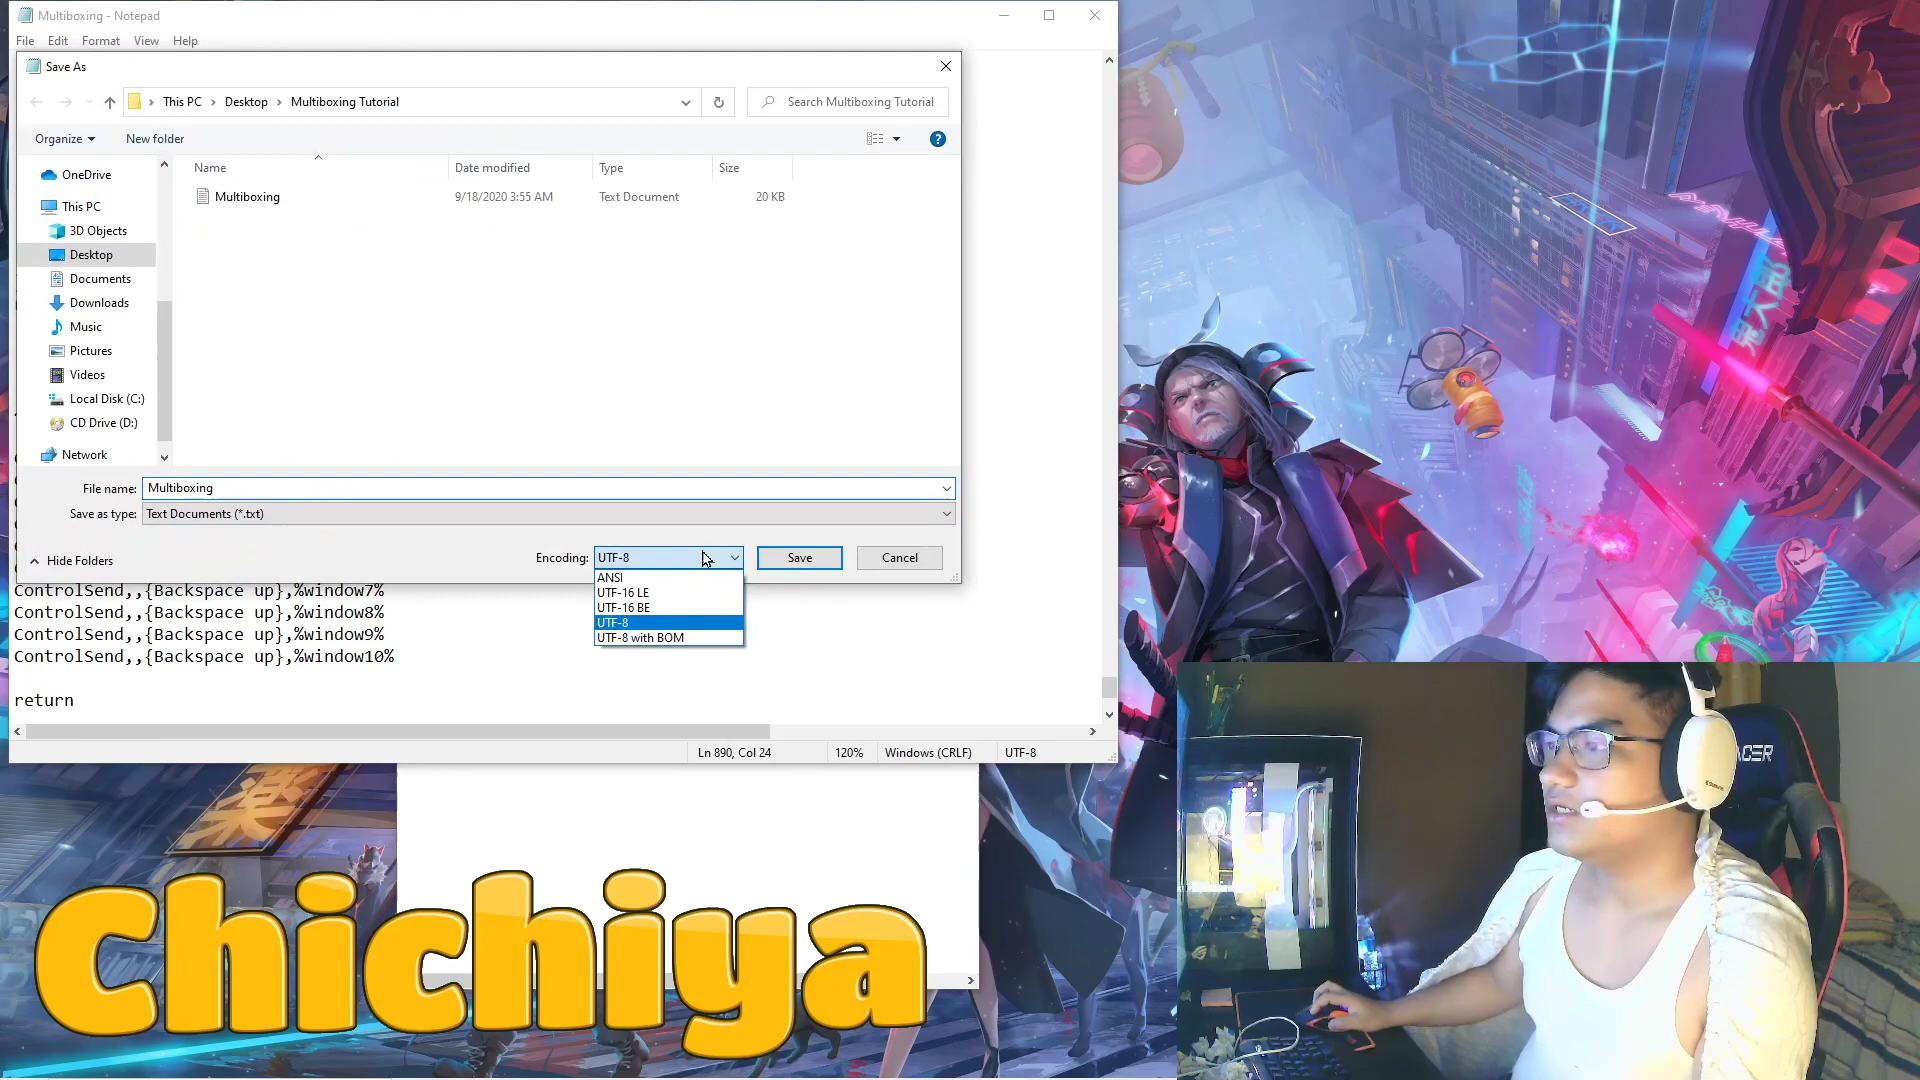 Multiboxing - Notepad
File Edit Format View Help
Save As
This PC > Desktop > Multiboxing Tutorial
Search Multiboxing Tutorial
Organize New folder
Name Date modified Type Size
Multiboxing 9/18/2020 3:55 AM Text Document 20 KB
OneDrive
This PC
3D Objects
Desktop
Documents
Downloads
Music
Pictures
Videos
Local Disk (C:)
CD Drive (D:)
Network
File name: Multiboxing
Save as type: Text Documents (*.txt)
Hide Folders
Encoding: UTF-8
Save
Cancel
ANSI
UTF-16 LE
UTF-16 BE
UTF-8
UTF-8 with BOM
ControlSend,,{Backspace up},%window7%
ControlSend,,{Backspace up},%window8%
ControlSend,,{Backspace up},%window9%
ControlSend,,{Backspace up},%window10%
return
Ln 890, Col 24 120% Windows (CRLF) UTF-8
Chichiya